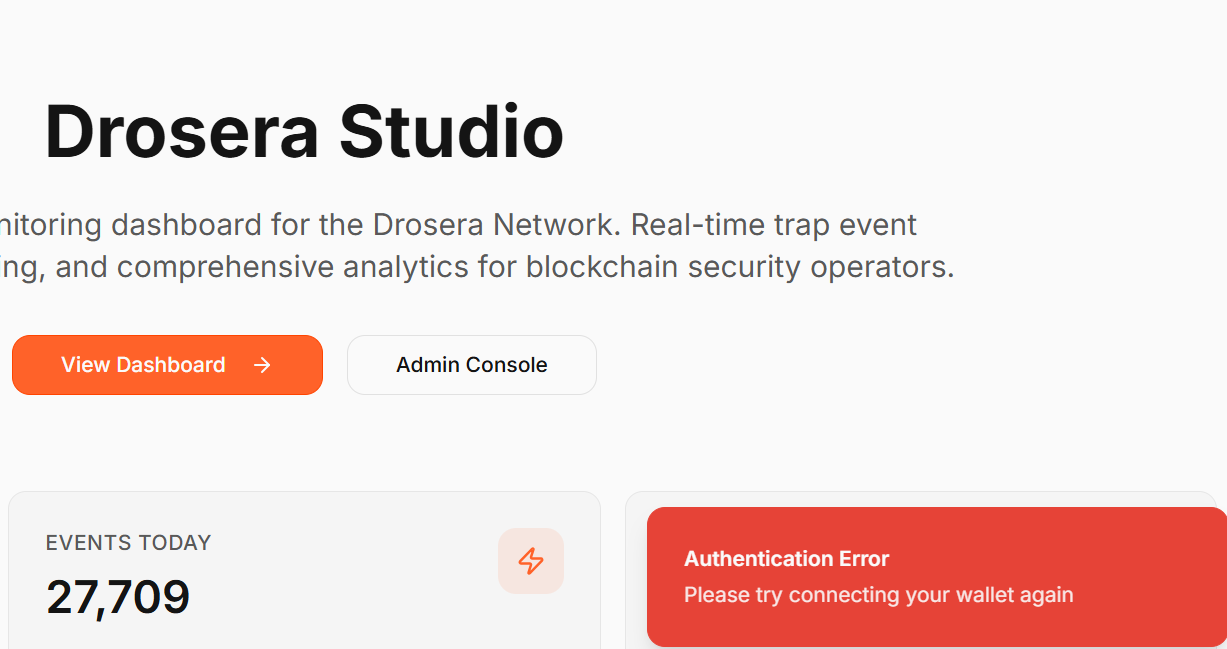 Drosera Studio
nitoring dashboard for the Drosera Network. Real-time trap event
ing, and comprehensive analytics for blockchain security operators.
View Dashboard →
Admin Console
EVENTS TODAY
27,709
Authentication Error
Please try connecting your wallet again